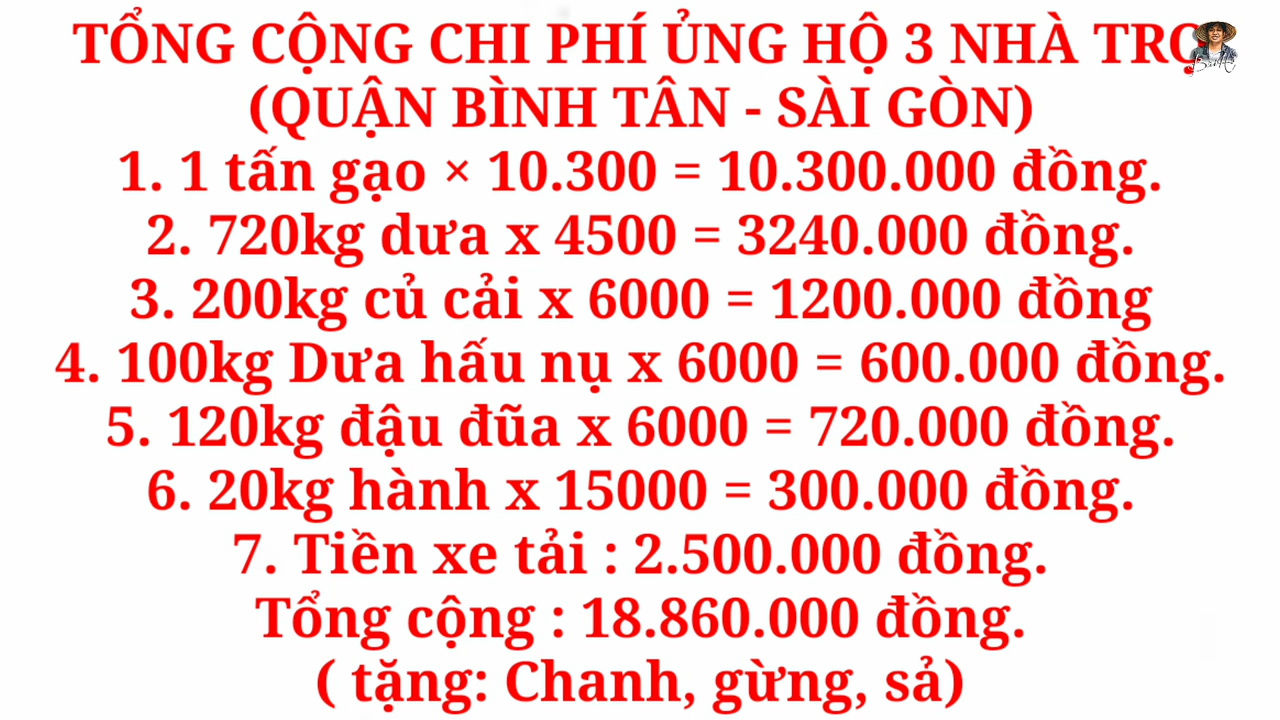 TỔNG CỘNG CHI PHÍ ỦNG HỘ 3 NHÀ TRỌ
(QUẬN BÌNH TÂN - SÀI GÒN)
1. 1 tấn gạo × 10.300 = 10.300.000 đồng.
2. 720kg dưa x 4500 = 3240.000 đồng.
3. 200kg củ cải x 6000 = 1200.000 đồng
4. 100kg Dưa hấu nụ x 6000 = 600.000 đồng.
5. 120kg đậu đũa x 6000 = 720.000 đồng.
6. 20kg hành x 15000 = 300.000 đồng.
7. Tiền xe tải : 2.500.000 đồng.
Tổng cộng : 18.860.000 đồng.
( tặng: Chanh, gừng, sả)